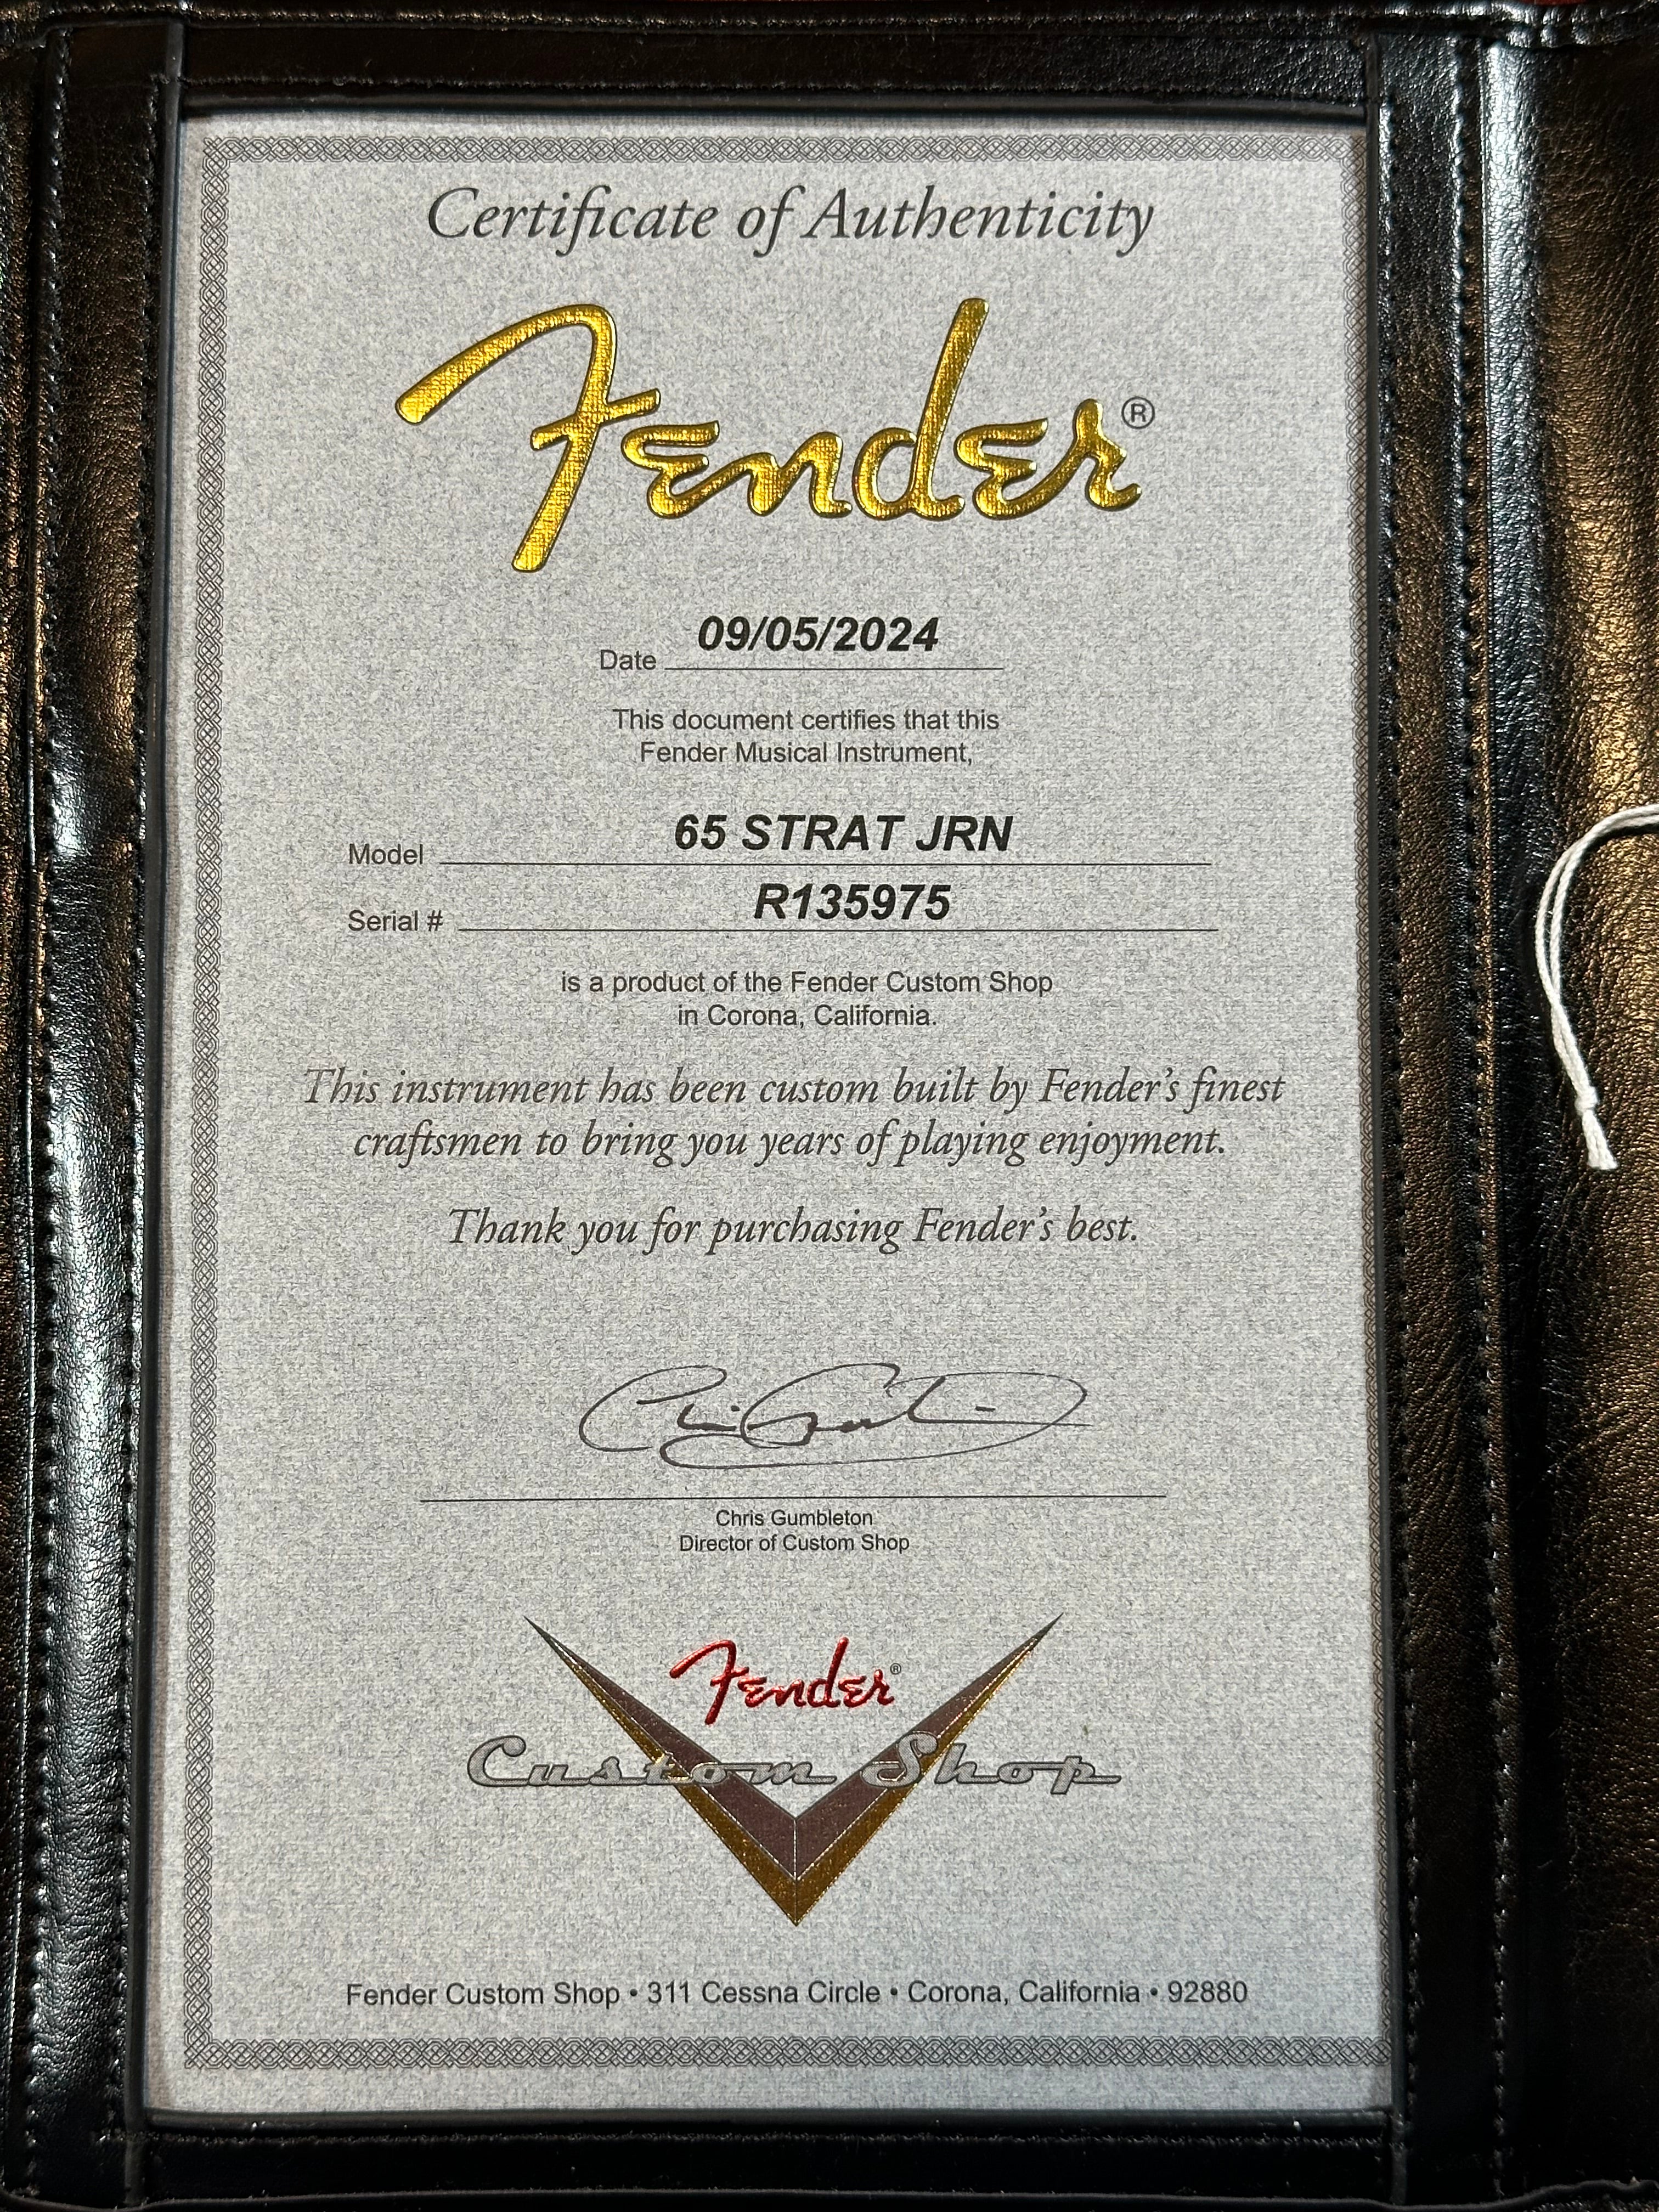 Certificate of Authenticity
Fender®
Date 09/05/2024
This document certifies that this
Fender Musical Instrument,
Model 65 STRAT JRN
Serial # R135975
is a product of the Fender Custom Shop
in Corona, California.
This instrument has been custom built by Fender's finest
craftsmen to bring you years of playing enjoyment.
Thank you for purchasing Fender's best.
Chris Gumbleton
Director of Custom Shop
Fender®
Custom Shop
Fender Custom Shop • 311 Cessna Circle • Corona, California • 92880